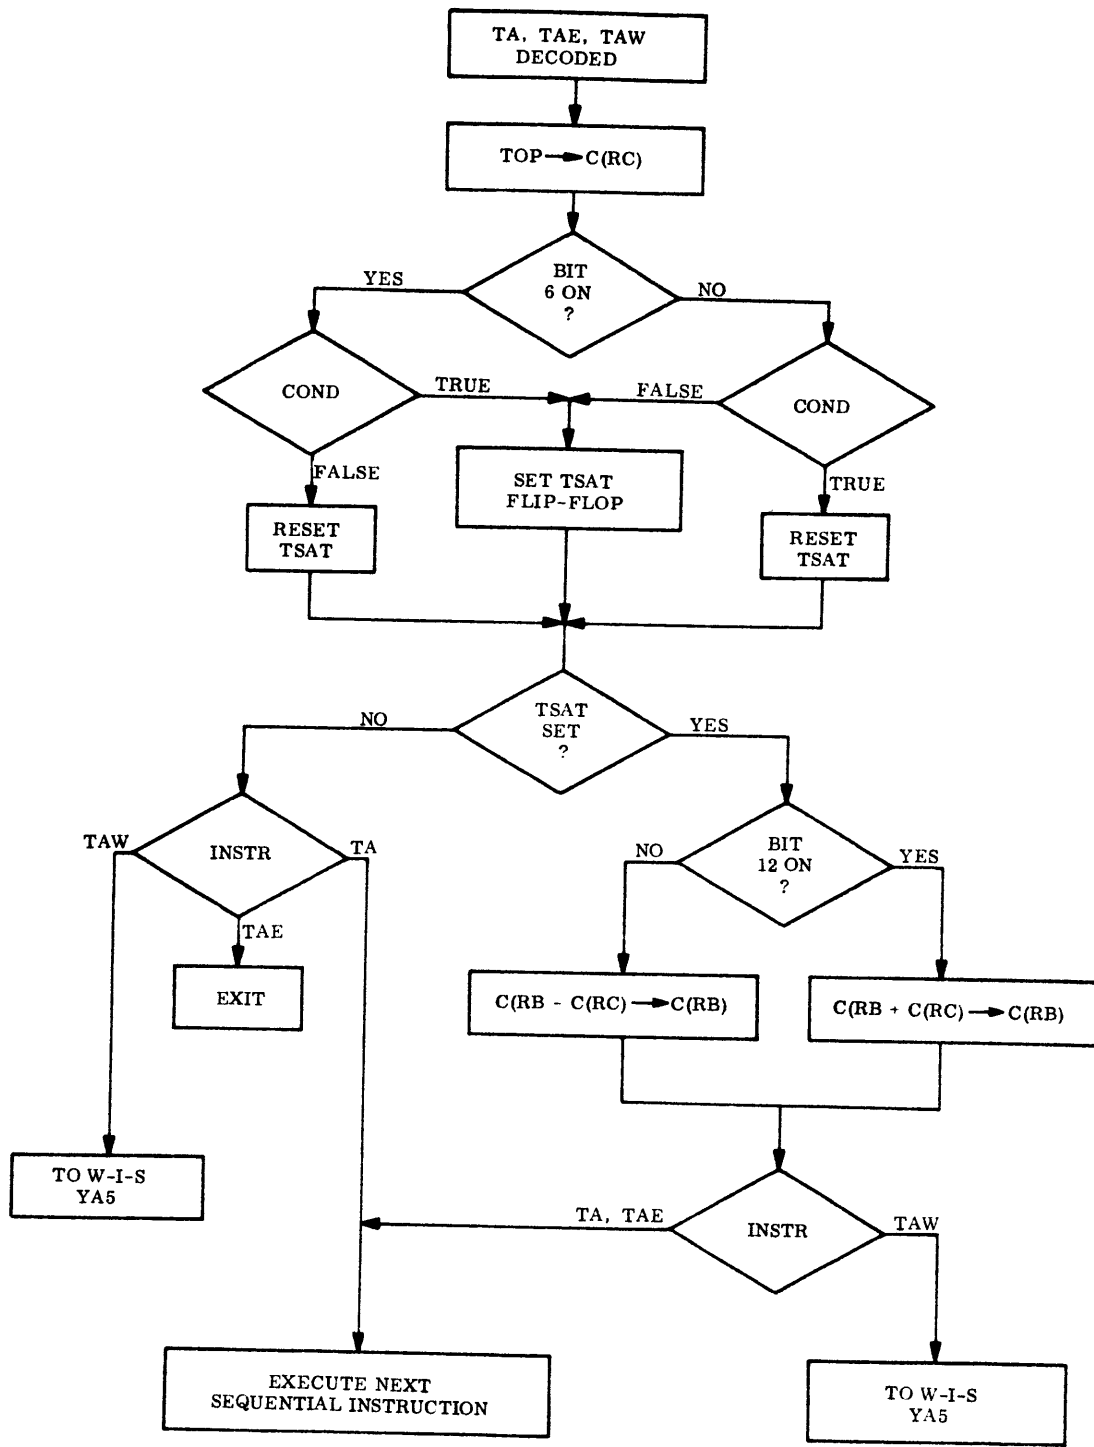 TA, TAE, TAW
DECODED
TOP → C(RC)
BIT
6 ON
?
YES
NO
COND
TRUE
FALSE
COND
FALSE
SET TSAT
FLIP-FLOP
TRUE
RESET
TSAT
RESET
TSAT
TSAT
SET
?
NO
YES
TAW
INSTR
TA
NO
BIT
12 ON
?
YES
TAE
EXIT
C(RB - C(RC) → C(RB)
C(RB + C(RC) → C(RB)
TO W-I-S
YA5
TA, TAE
INSTR
TAW
EXECUTE NEXT
SEQUENTIAL INSTRUCTION
TO W-I-S
YA5